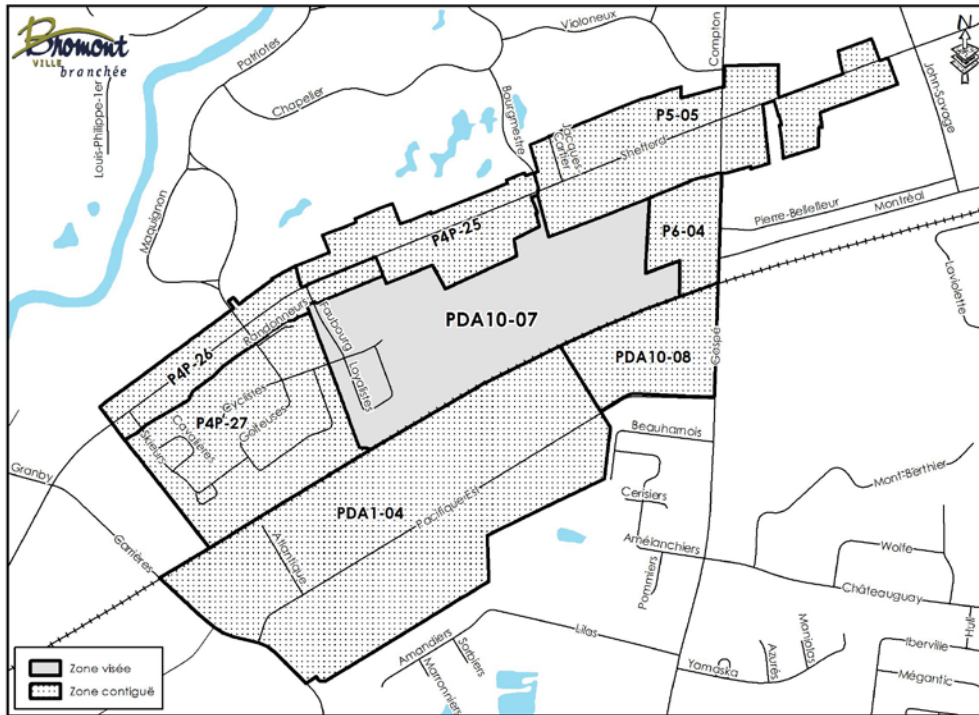 Bromont
VILLE
branchée
N
Louis-Philippe-1er
Patriotes
Chapelier
Violoneux
Compton
Bourgmestre
Jacques-
Cartier
Shefford
P5-05
John-Savage
Maquignon
P4P-25
P6-04
Pierre-Bellefleur
Montréal
Laviolette
Randonneurs
Faubourg
PDA10-07
P4P-26
Loyalistes
PDA10-08
Gaspé
Cyclistes
P4P-27
Golfeuses
Cavalières
Skieurs
Beauharnois
Granby
Mont-Berthier
Cerisiers
Pacifique-Est
PDA1-04
Carrières
Atlantique
Amélanchiers
Wolfe
Pommiers
Châteauguay
Hull
Lilas
Amandiers
Sorbiers
Marronniers
Yamaska
Azurés
Maniolas
Iberville
Mégantic
Zone visée
Zone contiguë